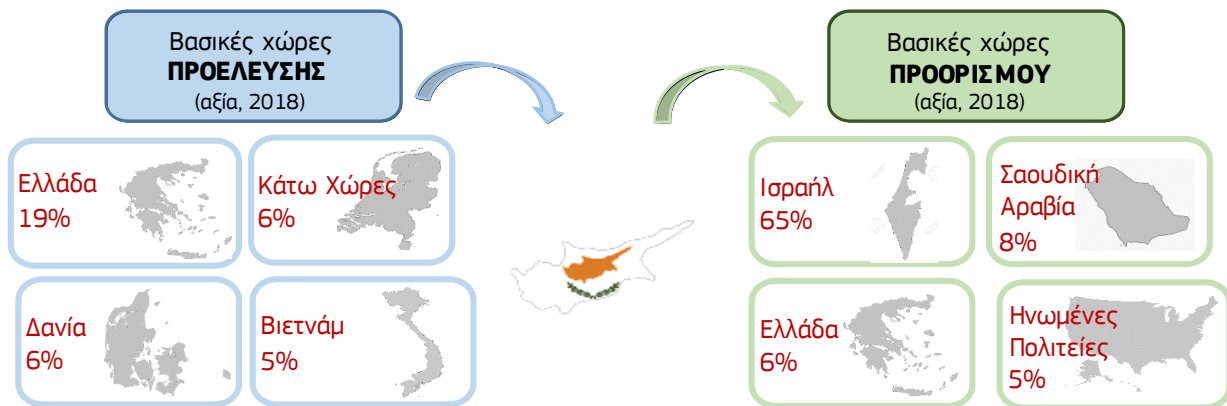 Βασικές χώρες
ΠΡΟΕΛΕΥΣΗΣ
(αξία, 2018)
Βασικές χώρες
ΠΡΟΟΡΙΣΜΟΥ
(αξία, 2018)
Ελλάδα
19%
Κάτω Χώρες
6%
Δανία
6%
Βιετνάμ
5%
Ισραήλ
65%
Σαουδική
Αραβία
8%
Ελλάδα
6%
Ηνωμένες
Πολιτείες
5%